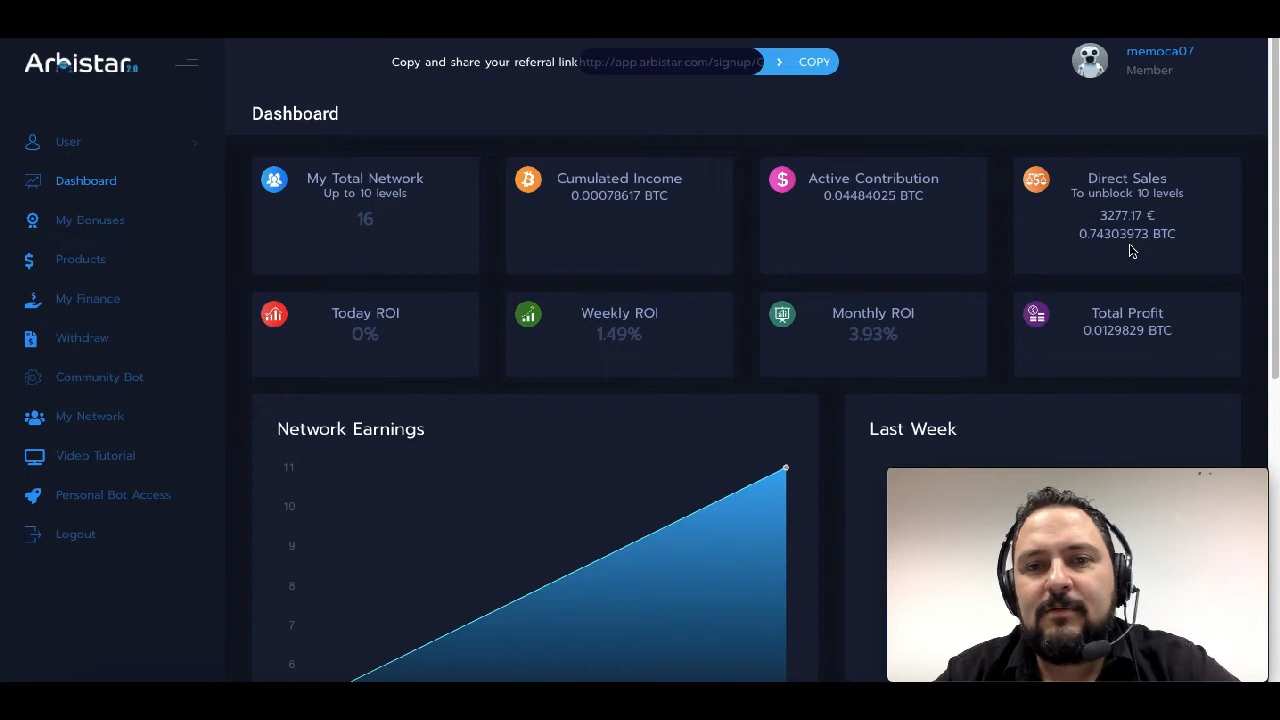 Arbistar 2.0
Copy and share your referral link
http://app.arbistar.com/signup/
COPY
memoca07
Member
Dashboard
User
Dashboard
My Bonuses
Products
My Finance
Withdraw
Community Bot
My Network
Video Tutorial
Personal Bot Access
Logout
My Total Network
Up to 10 levels
16
Cumulated Income
0.00078617 BTC
Active Contribution
0.04484025 BTC
Direct Sales
To unblock 10 levels
3277.17 €
0.74303973 BTC
Today ROI
0%
Weekly ROI
1.49%
Monthly ROI
3.93%
Total Profit
0.0129829 BTC
Network Earnings
11
10
9
8
7
6
Last Week